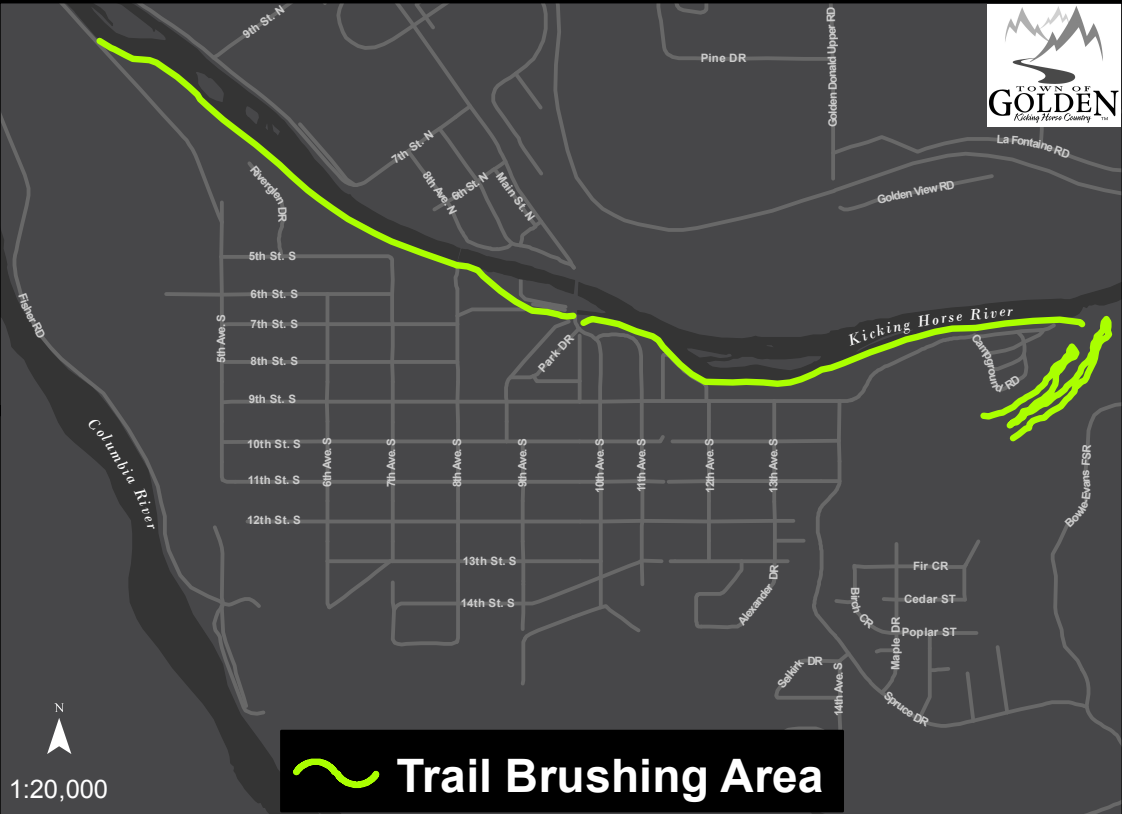 9th St. N
Pine DR
Golden Donald Upper RD
TOWN OF
GOLDEN
Kicking Horse Country
TM
La Fontaine RD
7th St. N
8th Ave. N
6th St. N
Main St. N
Golden View RD
Riverglen DR
5th St. S
6th St. S
Fisher RD
5th Ave. S
7th St. S
Kicking Horse River
Park DR
Campground RD
8th St. S
9th St. S
Columbia River
10th St. S
6th Ave. S
7th Ave. S
8th Ave. S
9th Ave. S
10th Ave. S
11th Ave. S
12th Ave. S
13th Ave. S
11th St. S
Bowle-Evans FSR
12th St. S
13th St. S
Fir CR
14th St. S
Alexander DR
Birch CR
Cedar ST
Maple DR
Poplar ST
Selkirk DR
14th Ave. S
Spruce DR
N
1:20,000
Trail Brushing Area